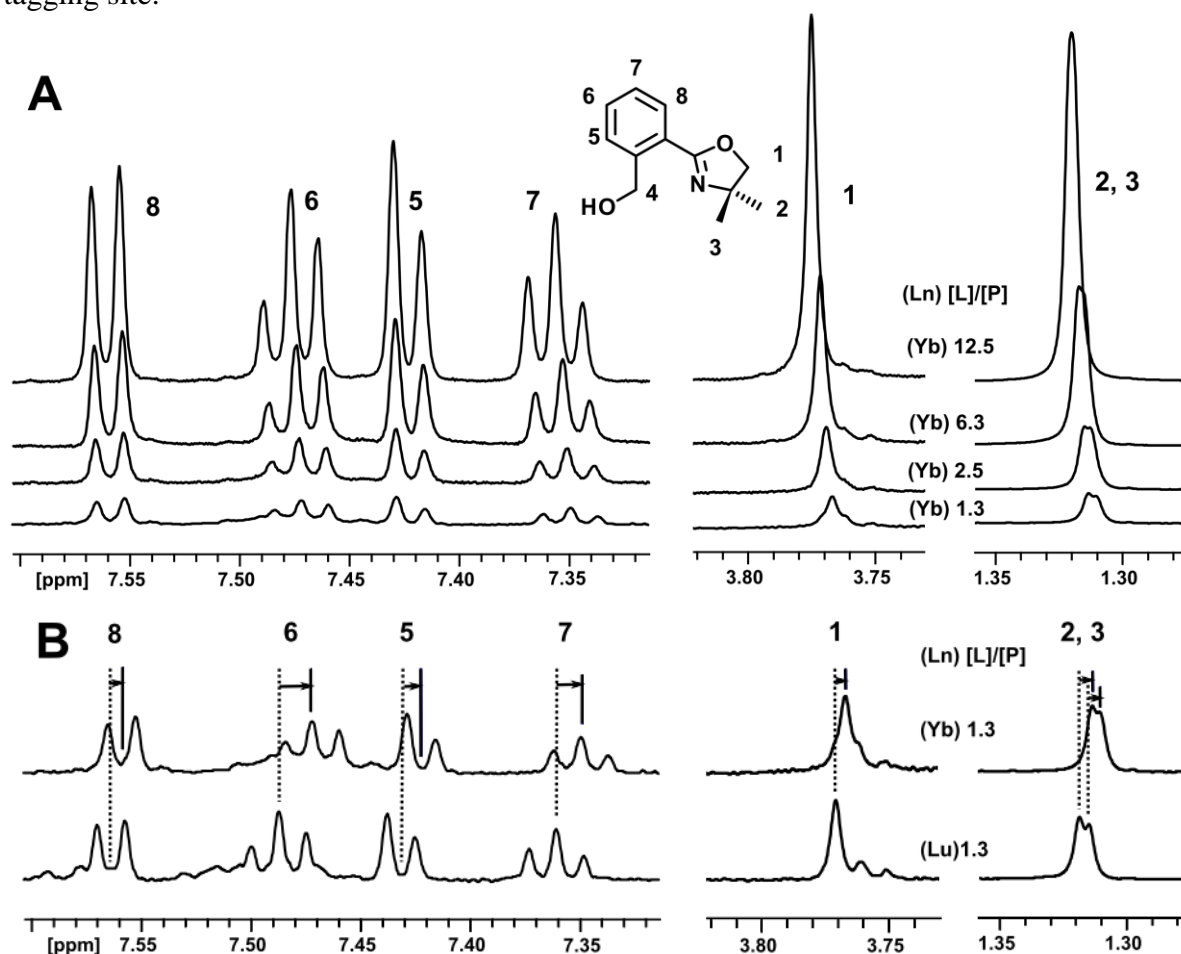 tagging site.
A
7
6
8
5
O
1
N
4
HO
2
3
8
6
5
7
1
2, 3
(Ln) [L]/[P]
(Yb) 12.5
(Yb) 6.3
(Yb) 2.5
(Yb) 1.3
[ppm] 7.55 7.50 7.45 7.40 7.35 3.80 3.75 1.35 1.30
B
8 6 5 7 1 2, 3
(Ln) [L]/[P]
(Yb) 1.3
(Lu)1.3
[ppm] 7.55 7.50 7.45 7.40 7.35 3.80 3.75 1.35 1.30